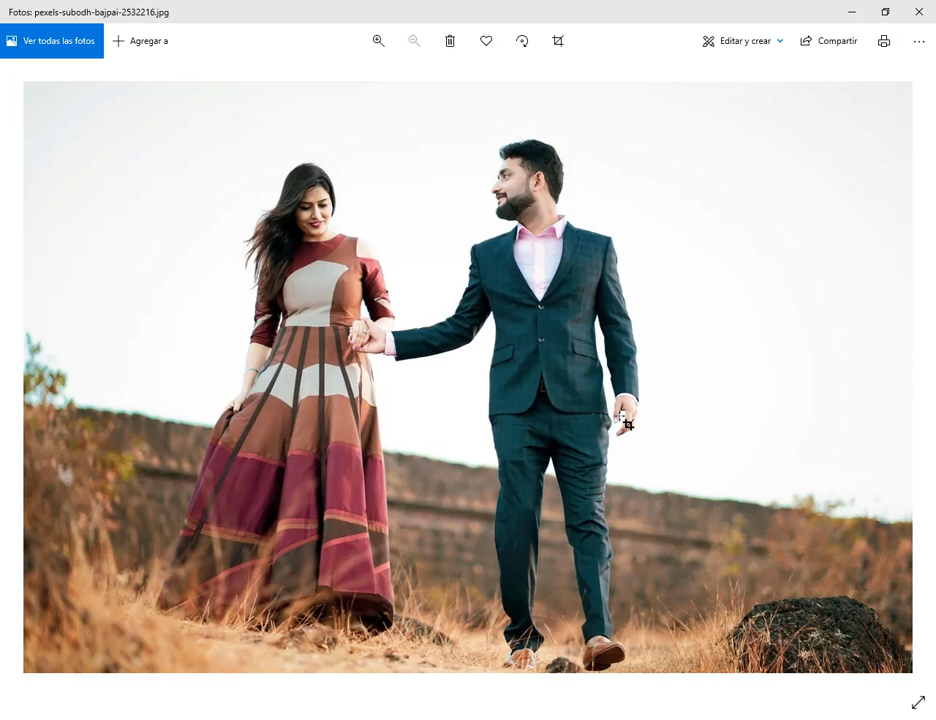 Fotos: pexels-subodh-bajpai-2532216.jpg
Ver todas las fotos
Agregar a
Editar y crear
Compartir